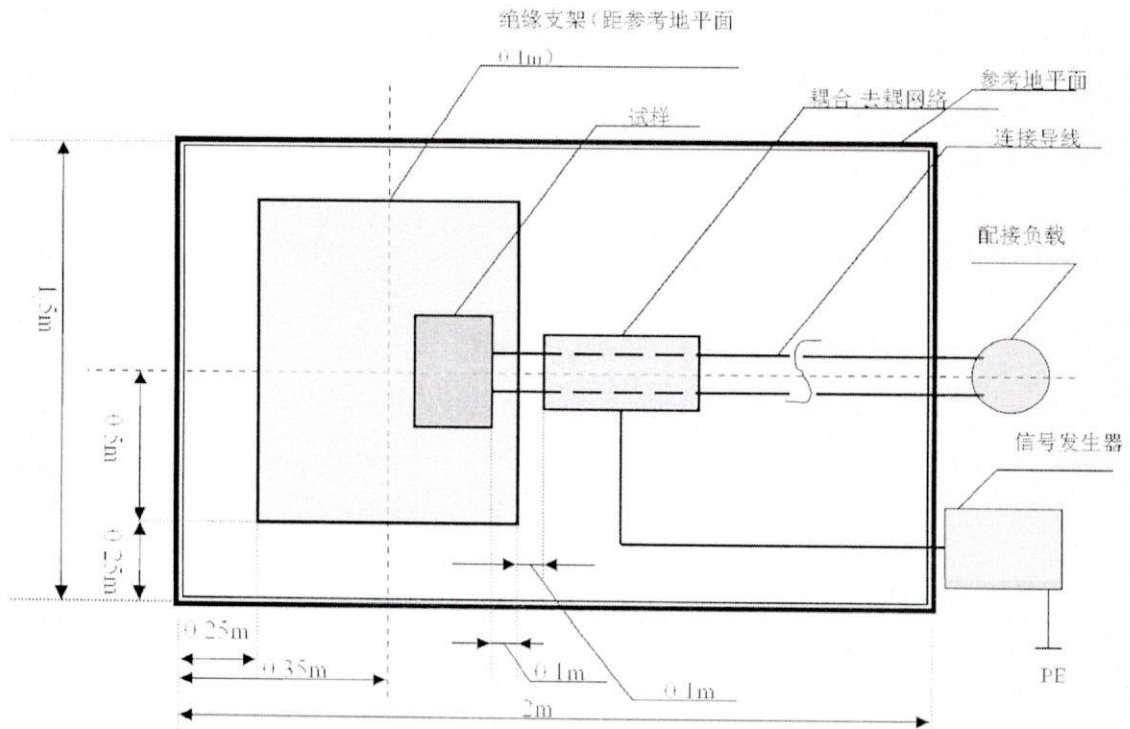 绝缘支架（距参考地平面
0.1m）
参考地平面
耦合 去耦网络
试样
连接导线
配接负载
1.5m
0.5m
信号发生器
0.25m
0.25m
0.35m
0.1m
0.1m
PE
2m